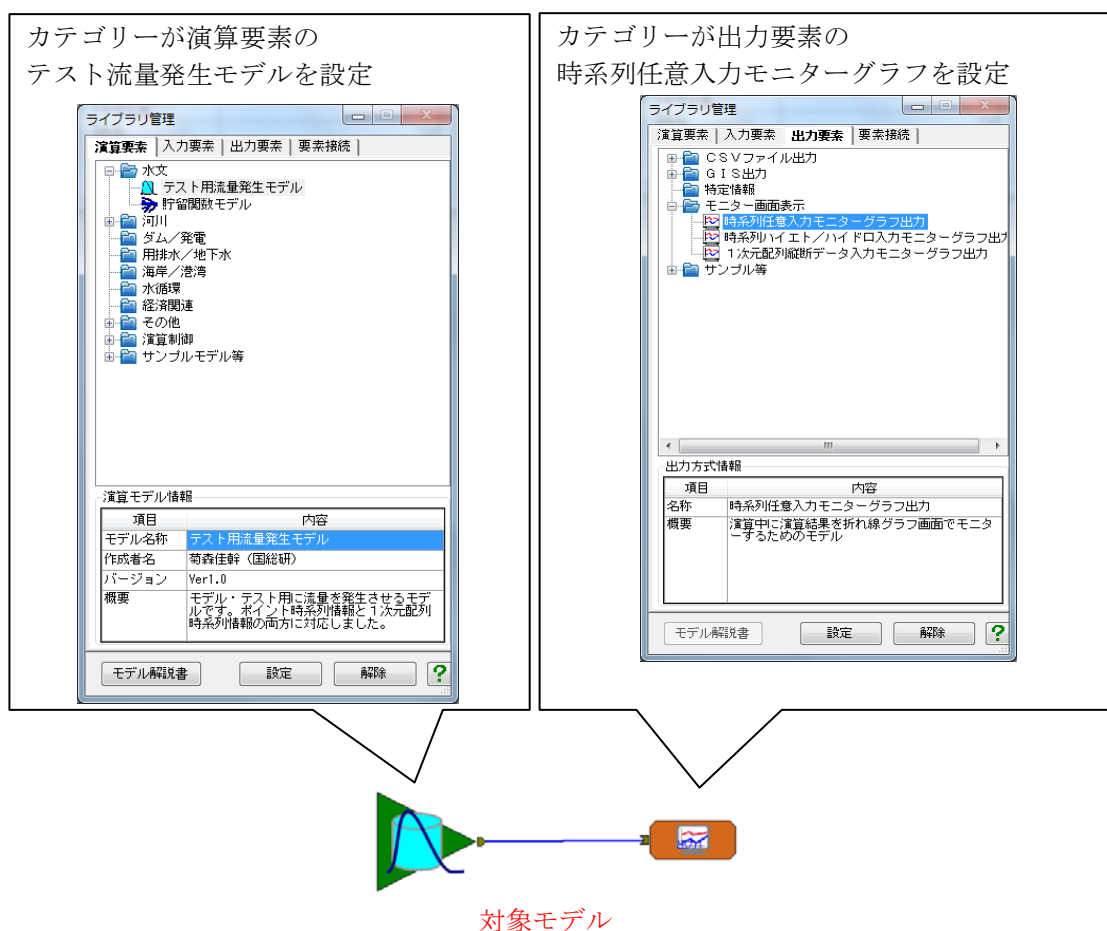 カテゴリーが演算要素の
テスト流量発生モデルを設定
ライブラリ管理
演算要素 入力要素 出力要素 要素接続
水文
テスト用流量発生モデル
貯留関数モデル
河川
ダム／発電
用排水／地下水
海岸／港湾
水循環
経済関連
その他
演算制御
サンプルモデル等
演算モデル情報
項目 内容
モデル名称 テスト用流量発生モデル
作成者名 菊森佳幹（国総研）
バージョン Ver1.0
概要 モデル・テスト用に流量を発生させるモデ
ルです。ポイント時系列情報と１次元配列
時系列情報の両方に対応しました。
モデル解説書 設定 解除 ?
カテゴリーが出力要素の
時系列任意入力モニターグラフを設定
ライブラリ管理
演算要素 入力要素 出力要素 要素接続
ＣＳＶファイル出力
ＧＩＳ出力
特定情報
モニター画面表示
時系列任意入力モニターグラフ出力
時系列ハイエト／ハイドロ入力モニターグラフ出力
１次元配列縦断データ入力モニターグラフ出力
サンプル等
出力方式情報
項目 内容
名称 時系列任意入力モニターグラフ出力
概要 演算中に演算結果を折れ線グラフ画面でモニタ
ーするためのモデル
モデル解説書 設定 解除 ?
対象モデル